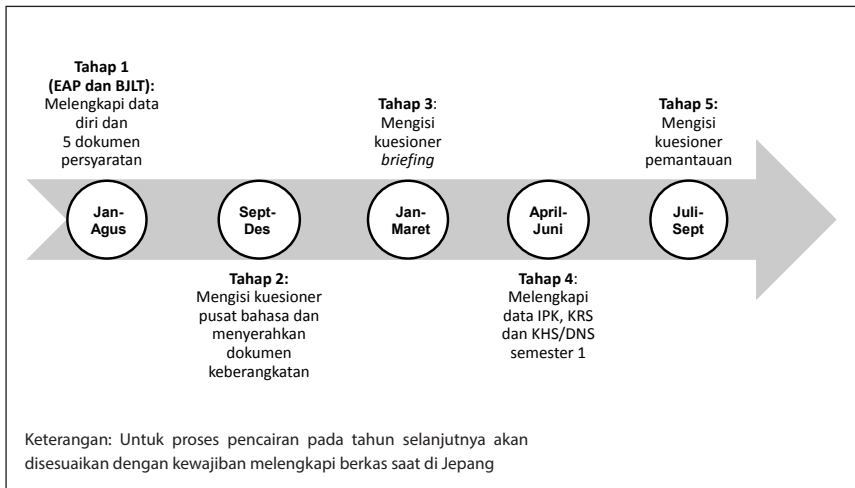 Tahap 1
(EAP dan BJLT):
Melengkapi data
diri dan
5 dokumen
persyaratan
Jan-
Agus
Sept-
Des
Tahap 2:
Mengisi kuesioner
pusat bahasa dan
menyerahkan
dokumen
keberangkatan
Tahap 3:
Mengisi
kuesioner
briefing
Jan-
Maret
April-
Juni
Tahap 4:
Melengkapi
data IPK, KRS
dan KHS/DNS
semester 1
Tahap 5:
Mengisi
kuesioner
pemantauan
Juli-
Sept
Keterangan: Untuk proses pencairan pada tahun selanjutnya akan
disesuaikan dengan kewajiban melengkapi berkas saat di Jepang